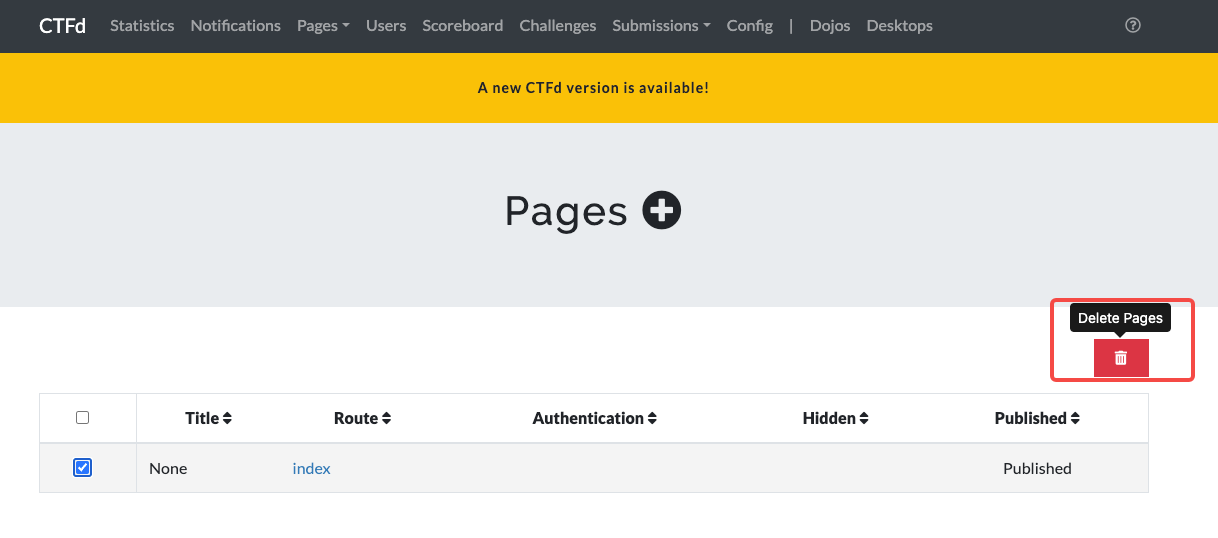 CTFd Statistics Notifications Pages Users Scoreboard Challenges Submissions Config | Dojos Desktops
A new CTFd version is available!
Pages
Delete Pages
Title Route Authentication Hidden Published
None index Published